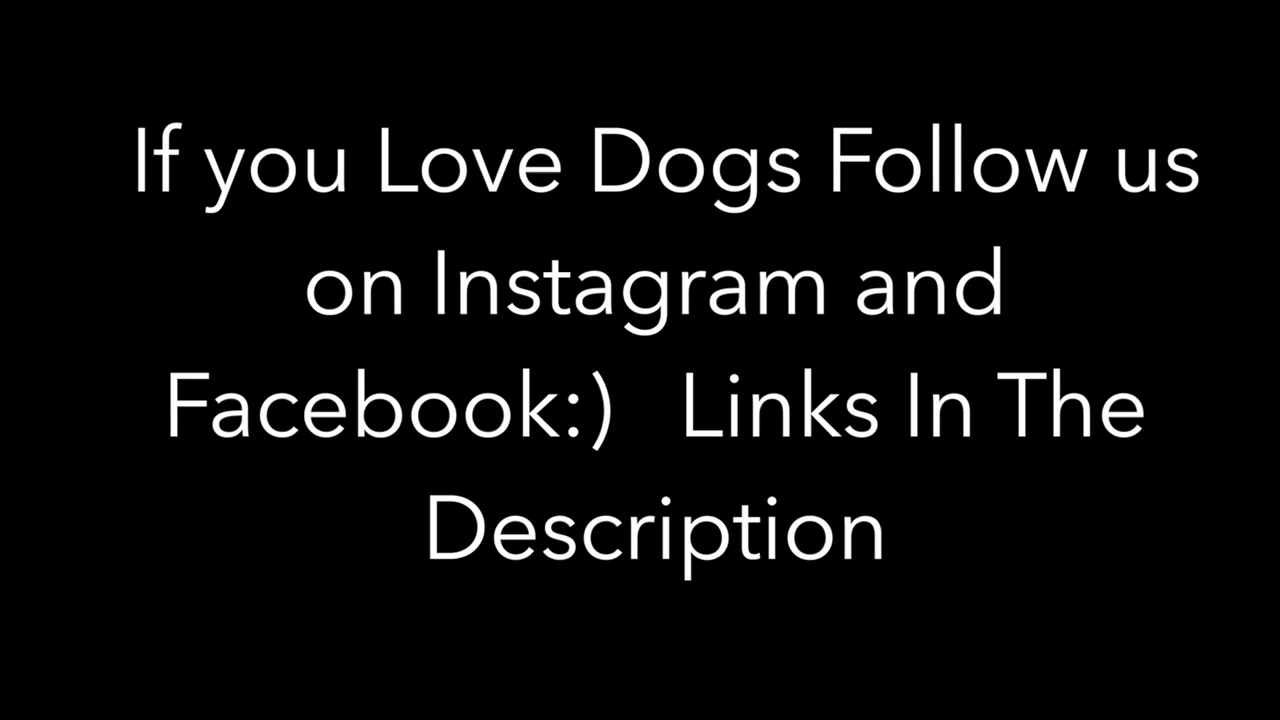 If you Love Dogs Follow us
on Instagram and
Facebook:) Links In The
Description